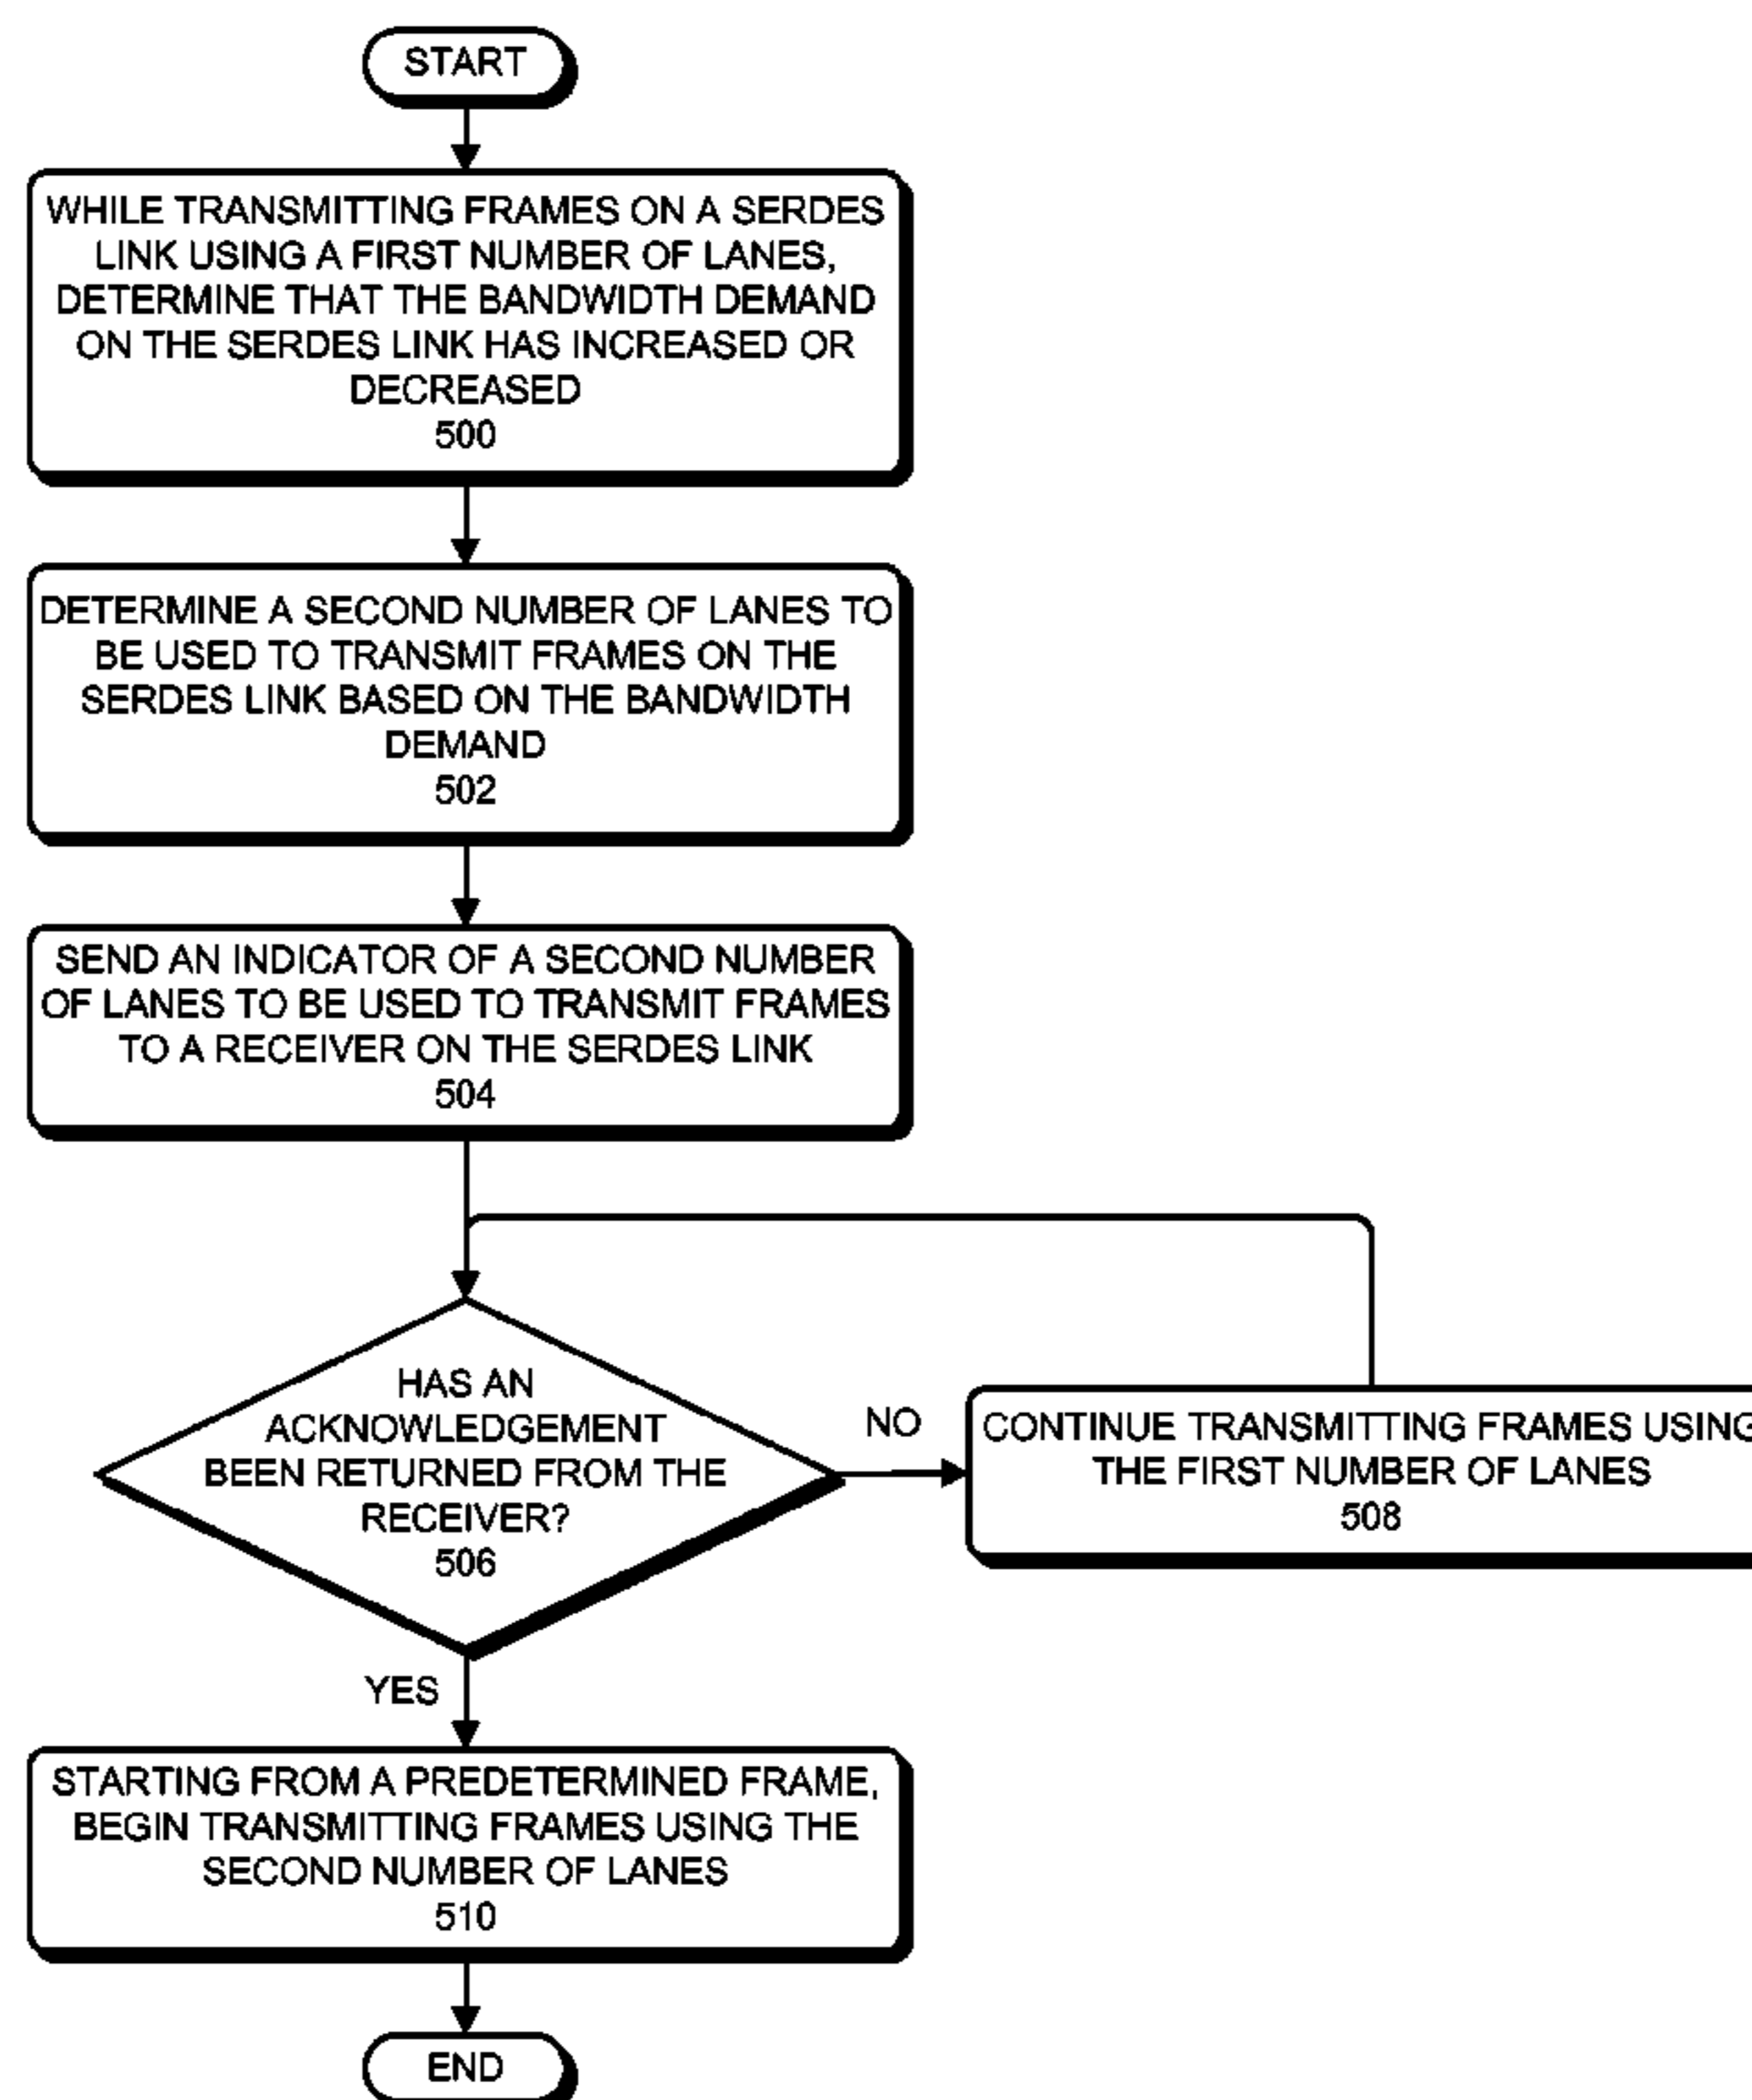 START
WHILE TRANSMITTING FRAMES ON A SERDES
LINK USING A FIRST NUMBER OF LANES,
DETERMINE THAT THE BANDWIDTH DEMAND
ON THE SERDES LINK HAS INCREASED OR
DECREASED
500
DETERMINE A SECOND NUMBER OF LANES TO
BE USED TO TRANSMIT FRAMES ON THE
SERDES LINK BASED ON THE BANDWIDTH
DEMAND
502
SEND AN INDICATOR OF A SECOND NUMBER
OF LANES TO BE USED TO TRANSMIT FRAMES
TO A RECEIVER ON THE SERDES LINK
504
HAS AN
ACKNOWLEDGEMENT
BEEN RETURNED FROM THE
RECEIVER?
506
NO
CONTINUE TRANSMITTING FRAMES USING
THE FIRST NUMBER OF LANES
508
YES
STARTING FROM A PREDETERMINED FRAME,
BEGIN TRANSMITTING FRAMES USING THE
SECOND NUMBER OF LANES
510
END